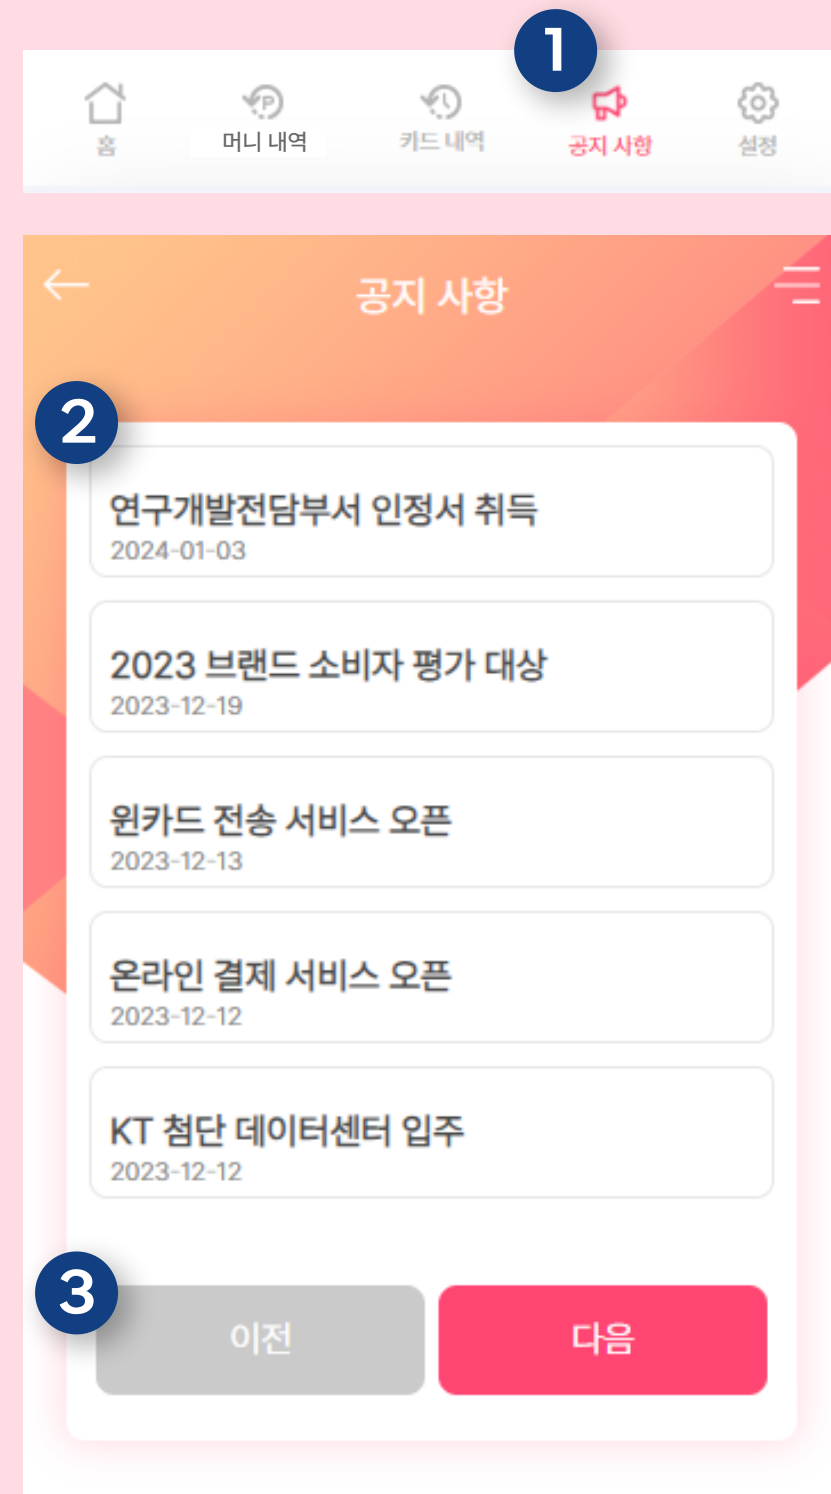 1
홈
머니 내역
카드 내역
공지 사항
설정
공지 사항
2
연구개발전담부서 인정서 취득
2024-01-03
2023 브랜드 소비자 평가 대상
2023-12-19
윈카드 전송 서비스 오픈
2023-12-13
온라인 결제 서비스 오픈
2023-12-12
KT 첨단 데이터센터 입주
2023-12-12
3
이전
다음